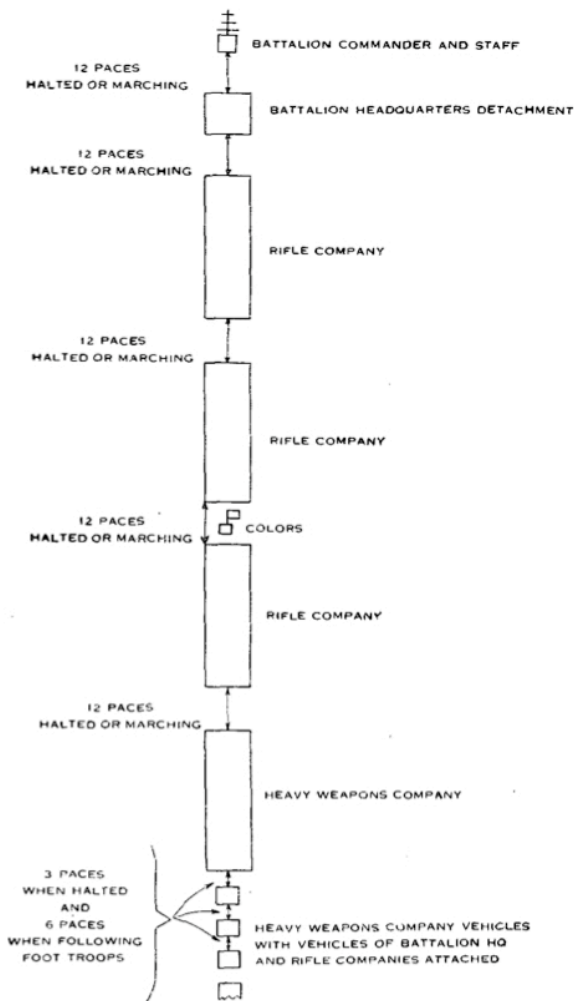 BATTALION COMMANDER AND STAFF
12 PACES
HALTED OR MARCHING
BATTALION HEADQUARTERS DETACHMENT
12 PACES
HALTED OR MARCHING
RIFLE COMPANY
12 PACES
HALTED OR MARCHING
RIFLE COMPANY
12 PACES
HALTED OR MARCHING
COLORS
RIFLE COMPANY
12 PACES
HALTED OR MARCHING
HEAVY WEAPONS COMPANY
3 PACES
WHEN HALTED
AND
6 PACES
WHEN FOLLOWING
FOOT TROOPS
HEAVY WEAPONS COMPANY VEHICLES
WITH VEHICLES OF BATTALION HQ
AND RIFLE COMPANIES ATTACHED